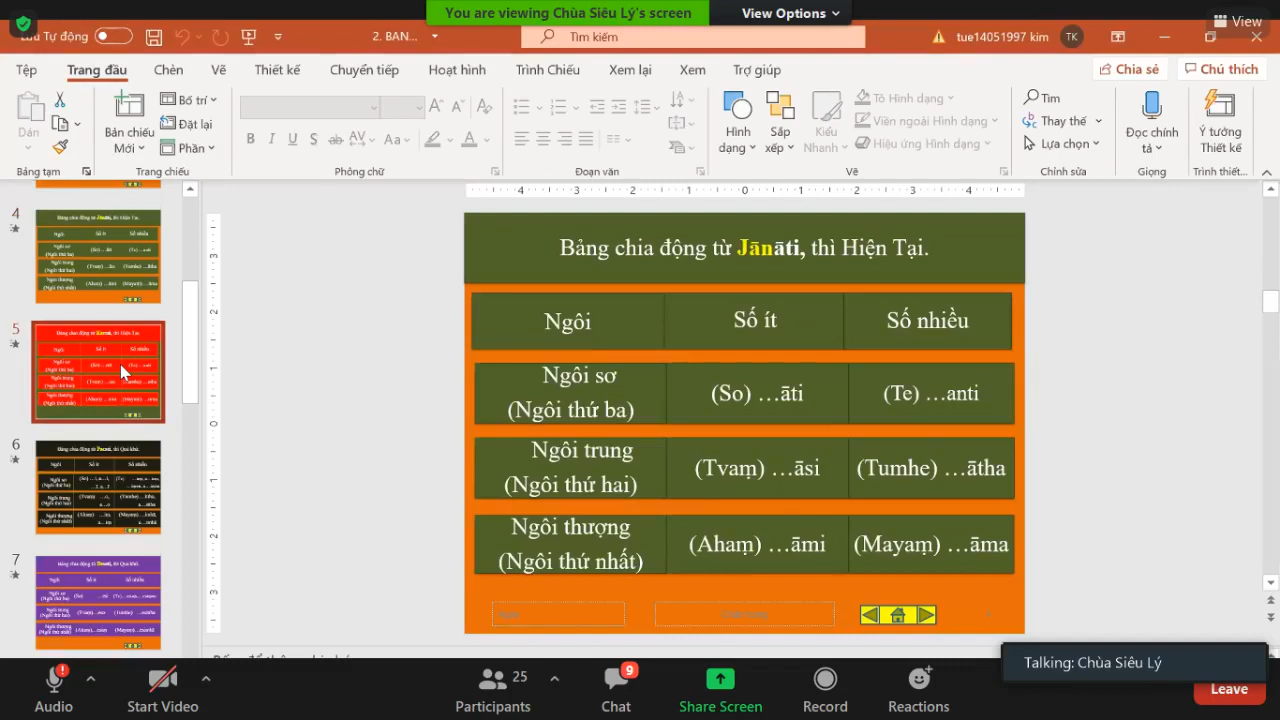 You are viewing Chùa Siêu Lý's screen
View Options
View
Lưu Tự động
2. BAN...
Tìm kiếm
tue14051997 kim
TK
Tệp
Trang đầu
Chèn
Vẽ
Thiết kế
Chuyển tiếp
Hoạt hình
Trình Chiếu
Xem lại
Xem
Trợ giúp
Chia sẻ
Chú thích
Dán
Bản chiếu
Mới
Bố trí
Đặt lại
Phần
Hình
dạng
Sắp
xếp
Kiểu
Nhanh
Tô Hình dạng
Viền ngoài Hình dạng
Hiệu ứng Hình dạng
Tìm
Thay thế
Lựa chọn
Đọc chính
tả
Ý tưởng
Thiết kế
Bảng tạm
Trang chiếu
Phông chữ
Đoạn văn
Vẽ
Chỉnh sửa
Giọng
Trình thiết...
4
5
6
7
Bảng chia động từ Jānāti, thì Hiện Tại.
Ngôi Số ít Số nhiều
Ngôi sơ
(Ngôi thứ ba)
(So) …āti (Te) …anti
Ngôi trung
(Ngôi thứ hai)
(Tvam) …āsi (Tumhe) …ātha
Ngôi thượng
(Ngôi thứ nhất)
(Ahaṃ) …āmi (Mayaṃ) …āma
Talking: Chùa Siêu Lý
Audio
Start Video
25
Participants
9
Chat
Share Screen
Record
Reactions
Leave